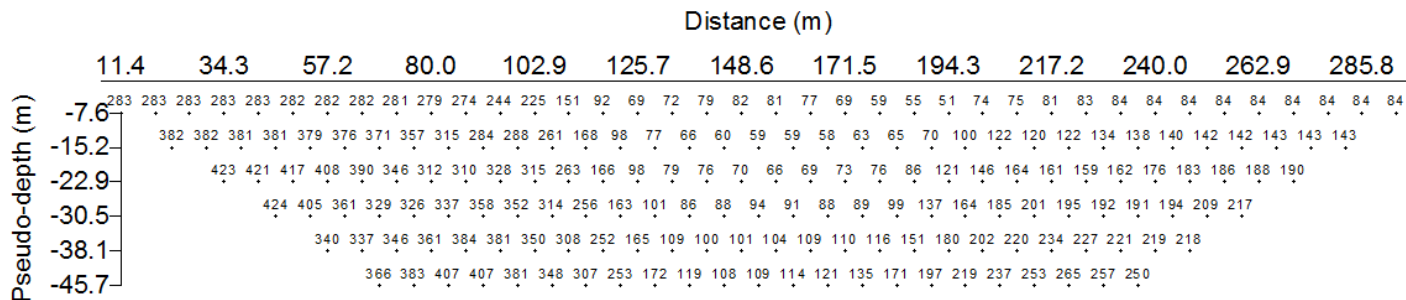 Distance (m)
11.4 34.3 57.2 80.0 102.9 125.7 148.6 171.5 194.3 217.2 240.0 262.9 285.8
Pseudo-depth (m)
283 283 283 283 283 282 282 282 281 279 274 244 225 151 92 69 72 79 82 81 77 69 59 55 51 74 75 81 83 84 84 84 84 84 84 84 84 84
-7.6
382 382 381 381 379 376 371 357 315 284 288 261 168 98 77 66 60 59 59 58 63 65 70 100 122 120 122 134 138 140 142 142 143 143 143
-15.2
423 421 417 408 390 346 312 310 328 315 263 166 98 79 76 70 66 69 73 76 86 121 146 164 161 159 162 176 183 186 188 190
-22.9
424 405 361 329 326 337 358 352 314 256 163 101 86 88 94 91 88 89 99 137 164 185 201 195 192 191 194 209 217
-30.5
340 337 346 361 384 381 350 308 252 165 109 100 101 104 109 110 116 151 180 202 220 234 227 221 219 218
-38.1
366 383 407 407 381 348 307 253 172 119 108 109 114 121 135 171 197 219 237 253 265 257 250
-45.7